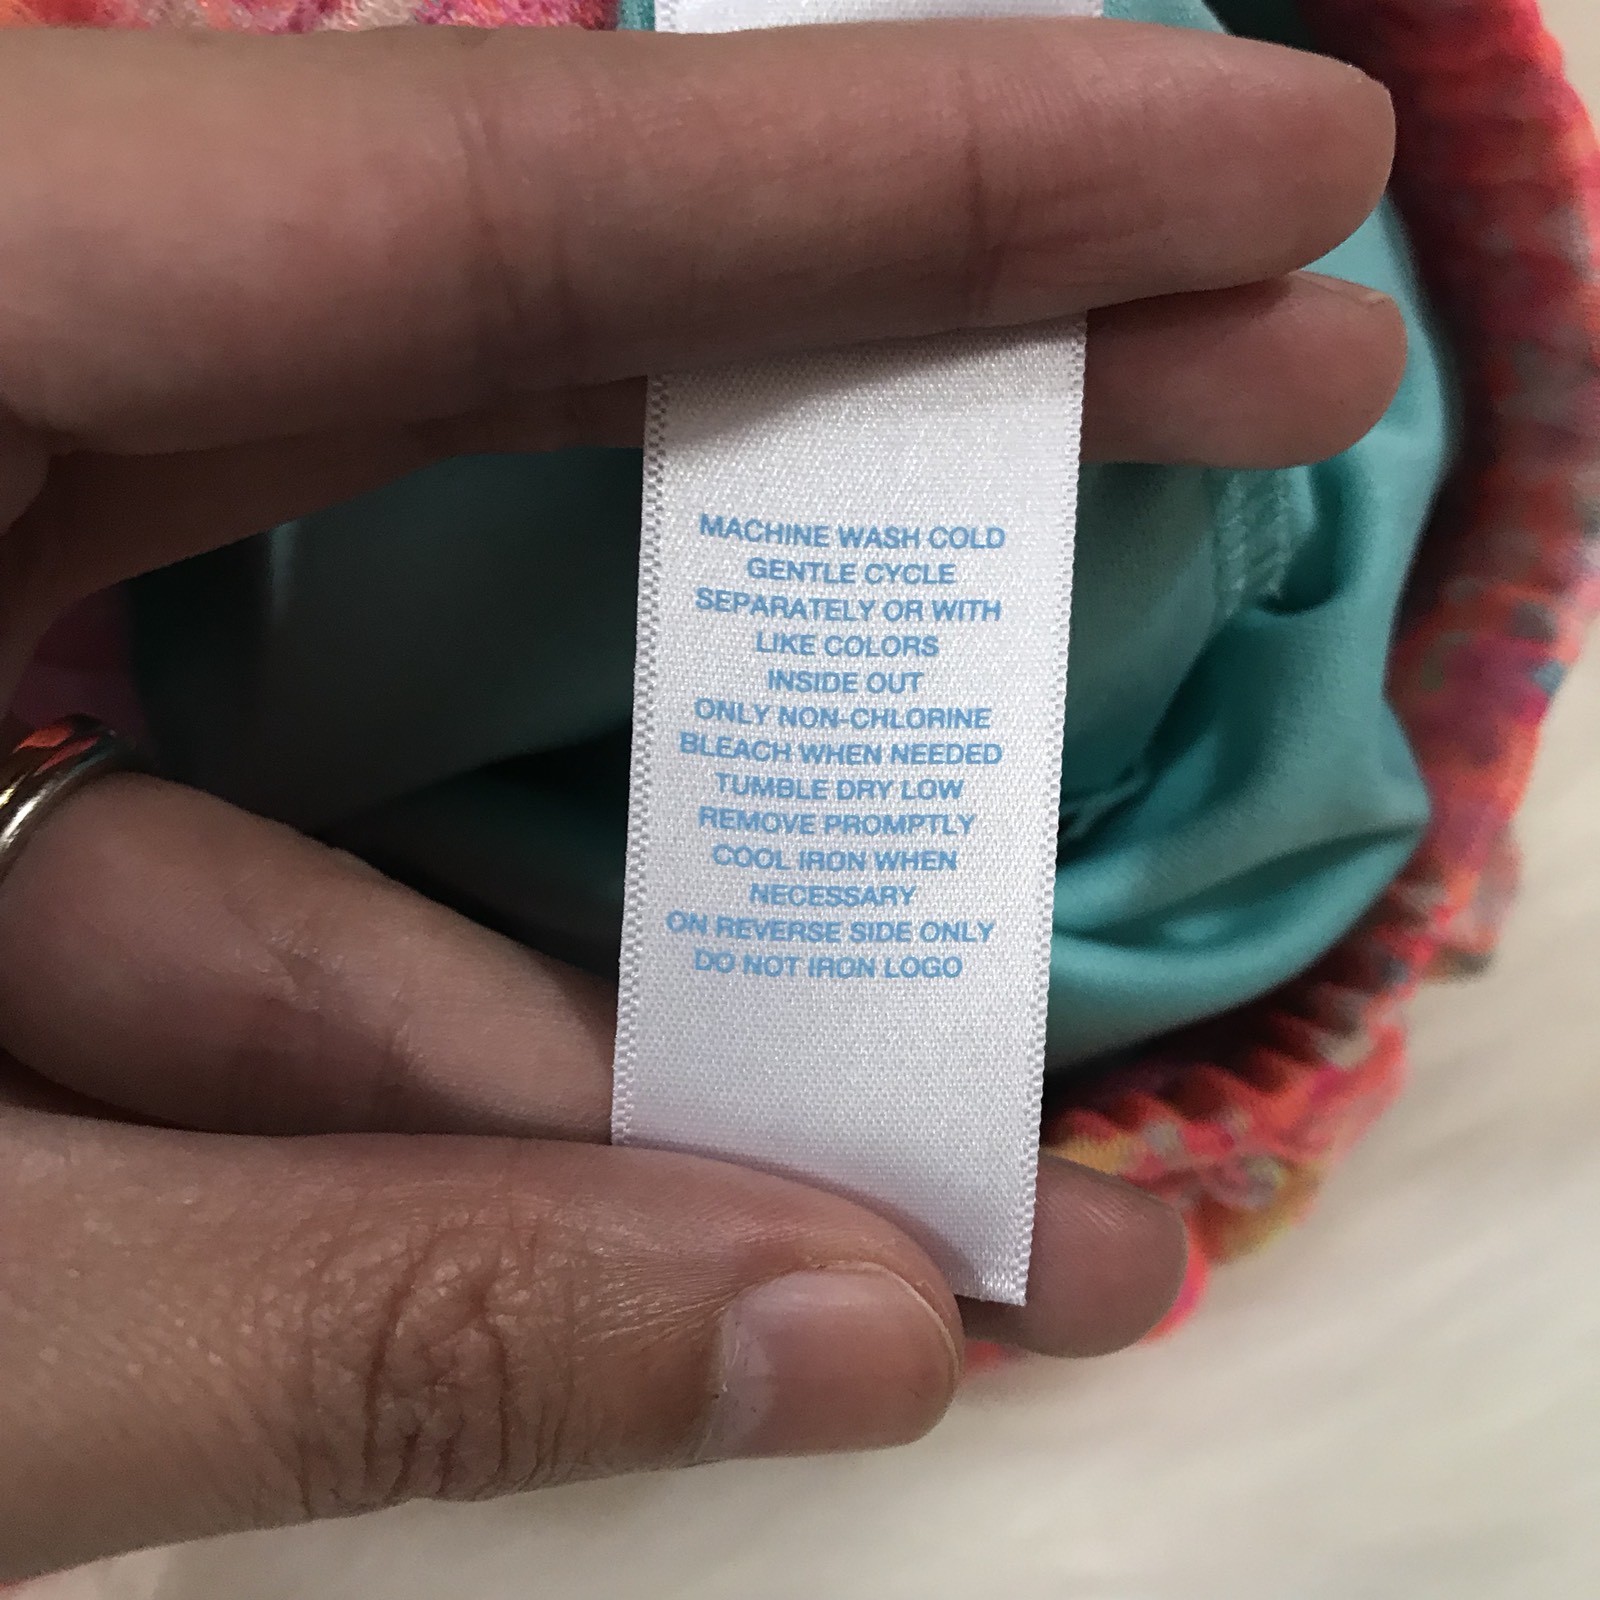 MACHINE WASH COLD
GENTLE CYCLE
SEPARATELY OR WITH
LIKE COLORS
INSIDE OUT
ONLY NON-CHLORINE
BLEACH WHEN NEEDED
TUMBLE DRY LOW
REMOVE PROMPTLY
COOL IRON WHEN
NECESSARY
ON REVERSE SIDE ONLY
DO NOT IRON LOGO